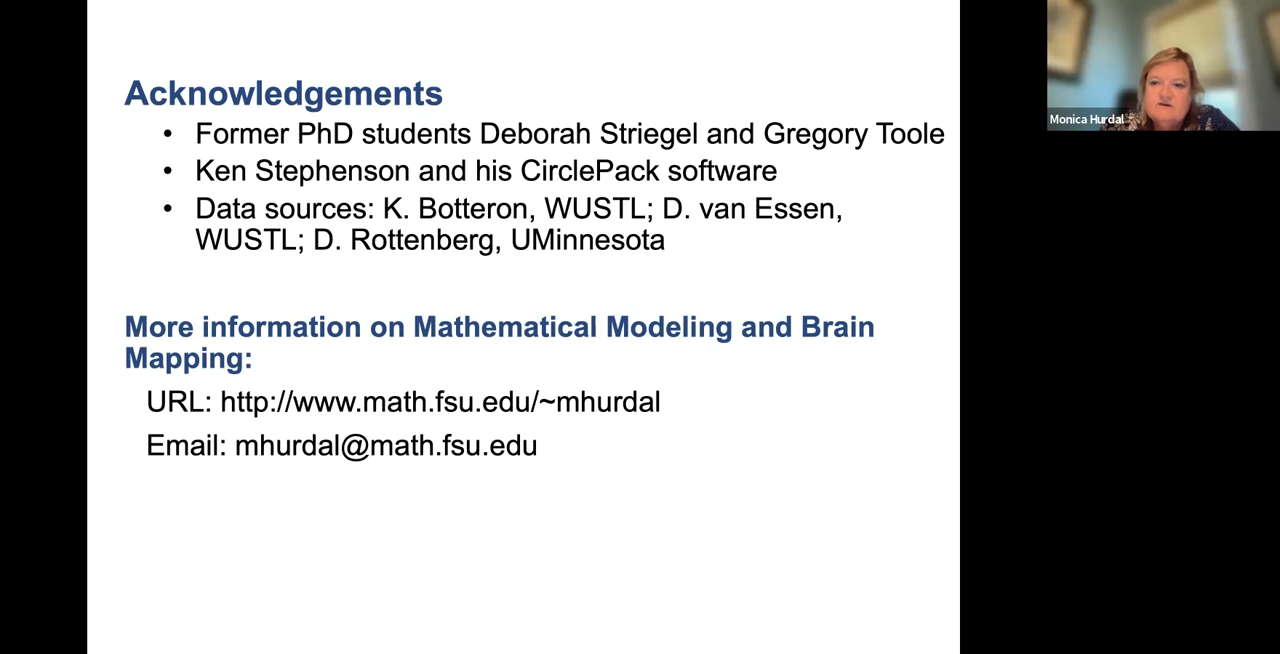 Acknowledgements
• Former PhD students Deborah Striegel and Gregory Toole
• Ken Stephenson and his CirclePack software
• Data sources: K. Botteron, WUSTL; D. van Essen,
WUSTL; D. Rottenberg, UMinnesota
More information on Mathematical Modeling and Brain
Mapping:
URL: http://www.math.fsu.edu/~mhurdal
Email: mhurdal@math.fsu.edu
Monica Hurdal